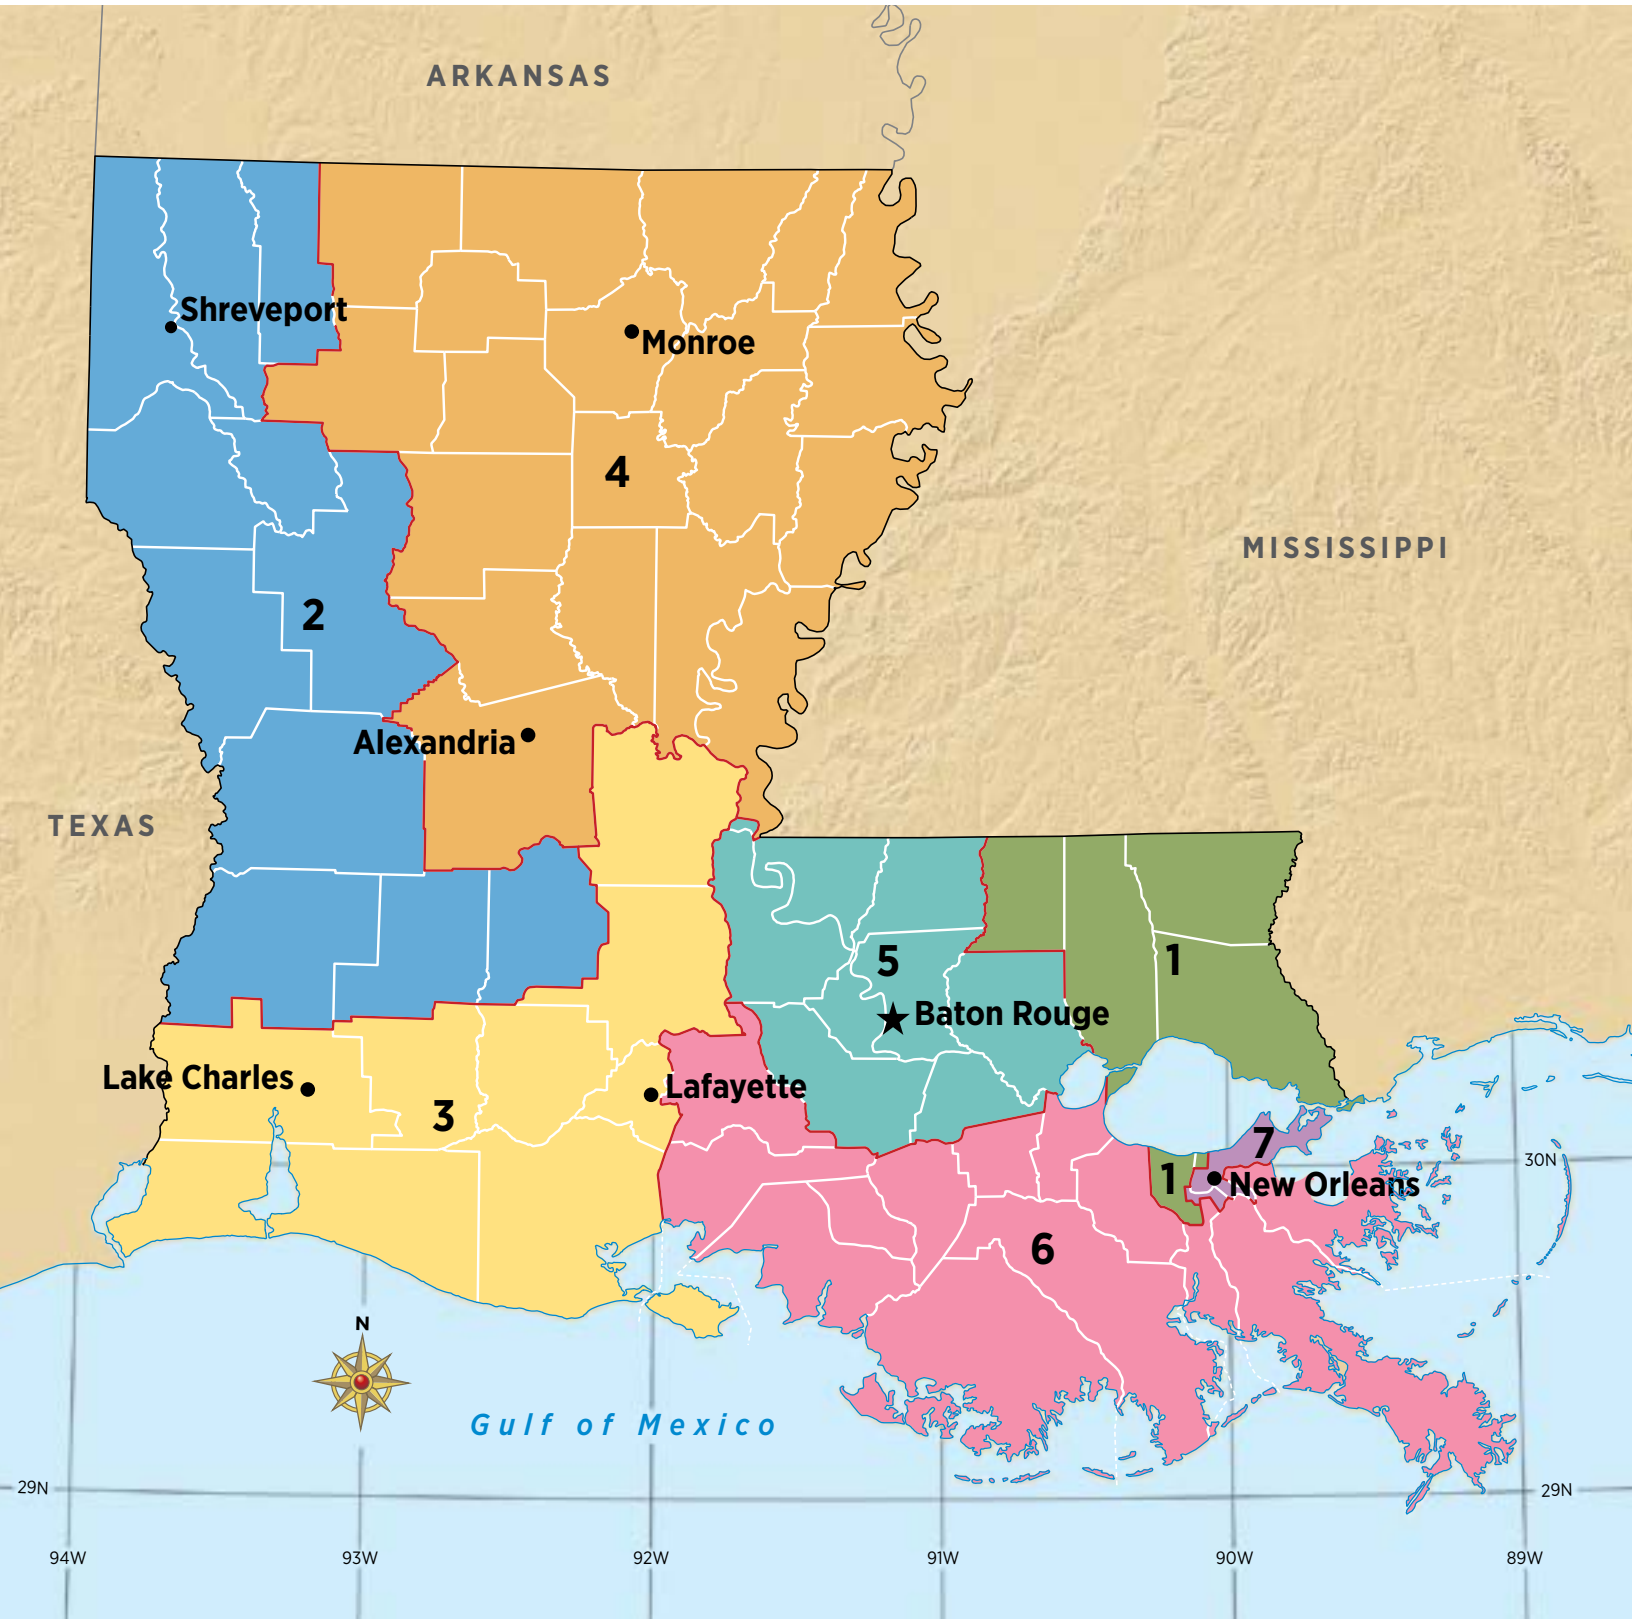 ARKANSAS
Shreveport
Monroe
4
MISSISSIPPI
2
Alexandria
TEXAS
5
1
Baton Rouge
Lake Charles
Lafayette
3
7
30N
1
New Orleans
6
N
Gulf of Mexico
29N
29N
94W
93W
92W
91W
90W
89W